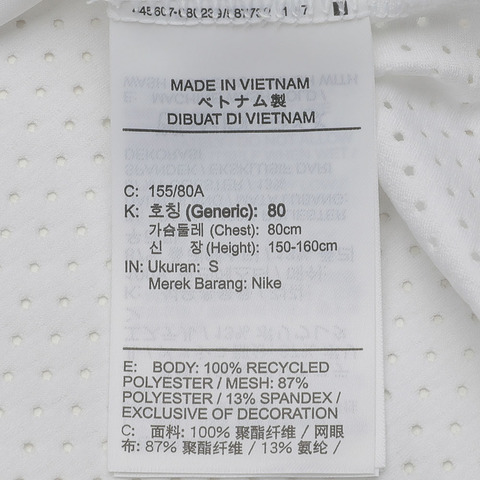 MADE IN VIETNAM
ベトナム製
DIBUAT DI VIETNAM
C: 155/80A
K: 호칭 (Generic): 80
가슴둘레 (Chest): 80cm
신 장 (Height): 150-160cm
IN: Ukuran: S
Merek Barang: Nike
E: BODY: 100% RECYCLED
POLYESTER / MESH: 87%
POLYESTER / 13% SPANDEX /
EXCLUSIVE OF DECORATION
C: 面料: 100% 聚酯纤维 / 网眼
布: 87% 聚酯纤维 / 13% 氨纶 /